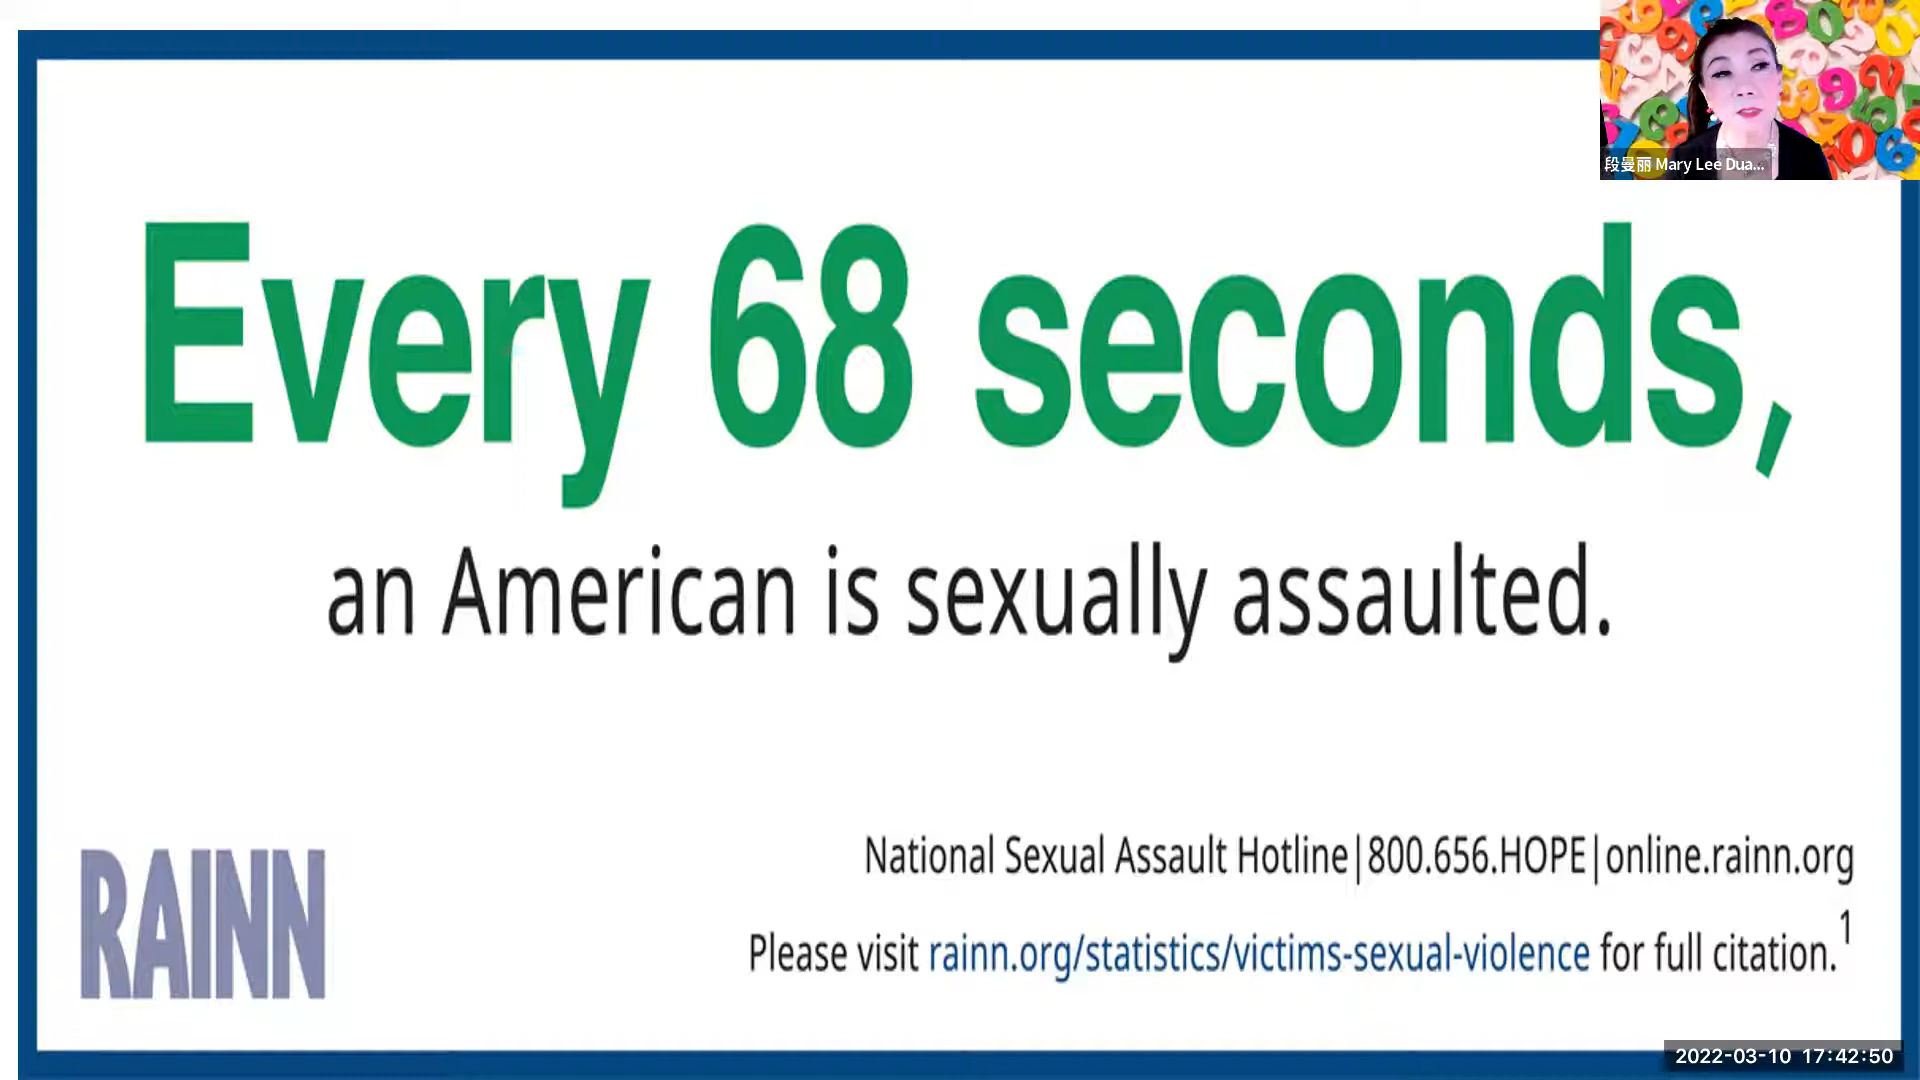 段曼丽 Mary Lee Dua...
Every 68 seconds,
an American is sexually assaulted.
RAINN
National Sexual Assault Hotline|800.656.HOPE|online.rainn.org
Please visit rainn.org/statistics/victims-sexual-violence for full citation.1
2022-03-10 17:42:50